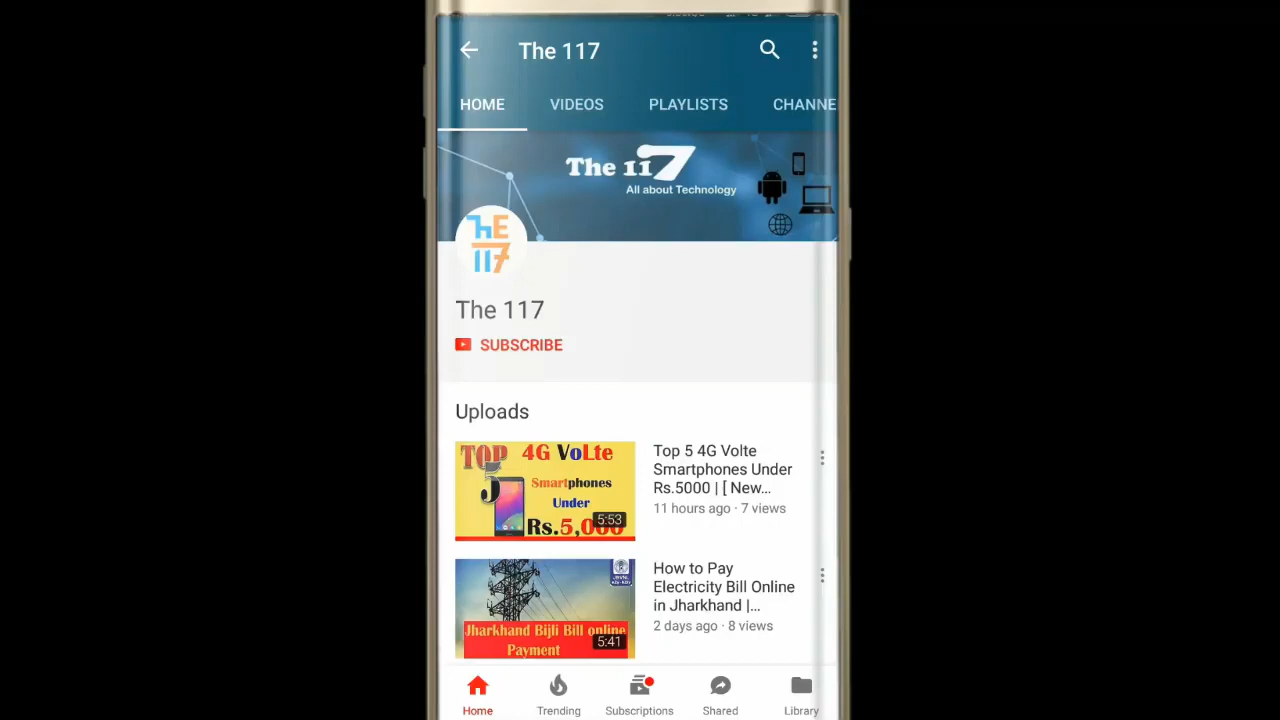 The 117
HOME VIDEOS PLAYLISTS CHANNE
The 117
All about Technology
THE
117
The 117
SUBSCRIBE
Uploads
TOP 5 4G VoLte
Smartphones
Under
Rs.5,000
5:53
Top 5 4G Volte
Smartphones Under
Rs.5000 | [ New...
11 hours ago · 7 views
Jharkhand Bijli Bill online
Payment
5:41
How to Pay
Electricity Bill Online
in Jharkhand |...
2 days ago · 8 views
Home Trending Subscriptions Shared Library